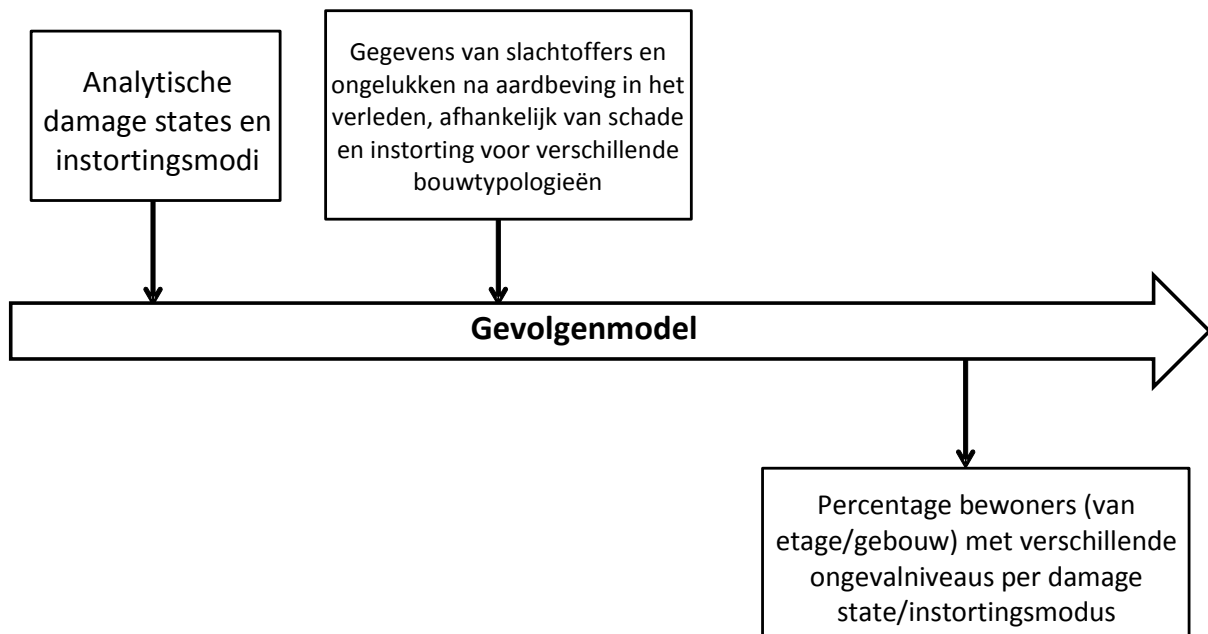 Analytische
damage states en
instortingsmodi
Gegevens van slachtoffers en
ongelukken na aardbeving in het
verleden, afhankelijk van schade
en instorting voor verschillende
bouwtypologieën
Gevolgenmodel
Percentage bewoners (van
etage/gebouw) met verschillende
ongevalniveaus per damage
state/instortingsmodus